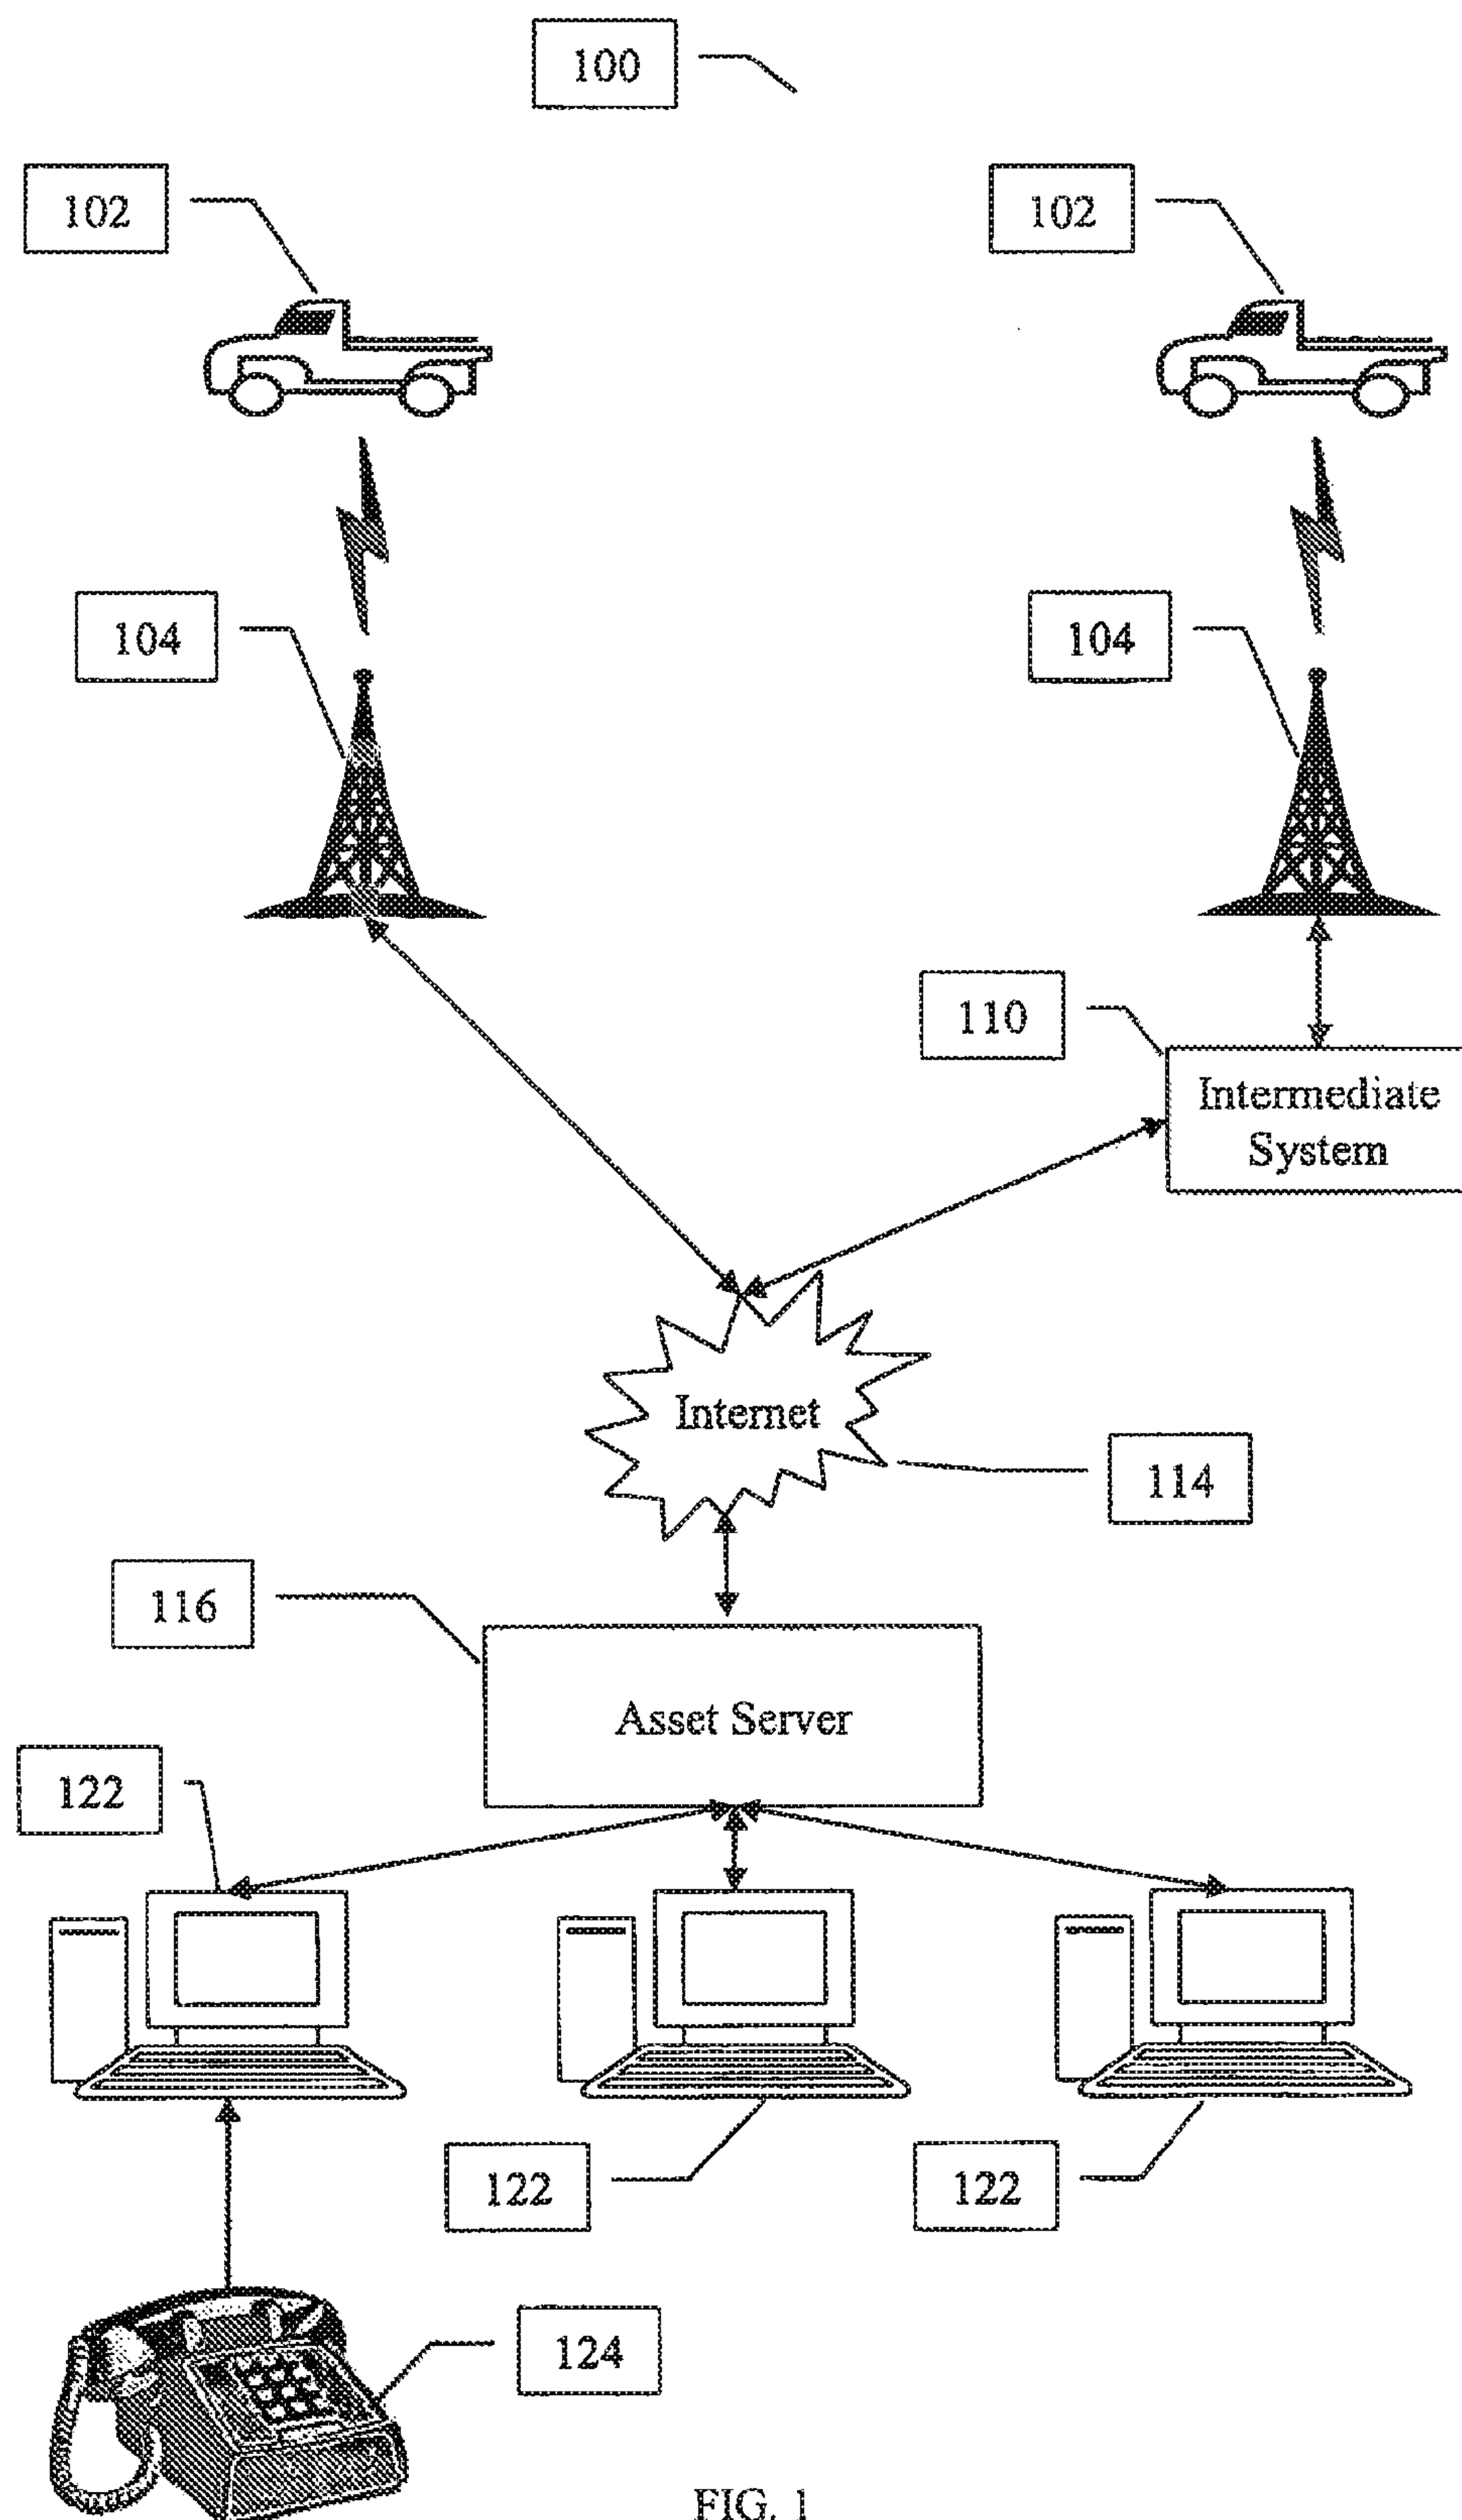 100
102
102
104
104
110
Intermediate
System
Internet
114
116
Asset Server
122
122
122
124
FIG. 1